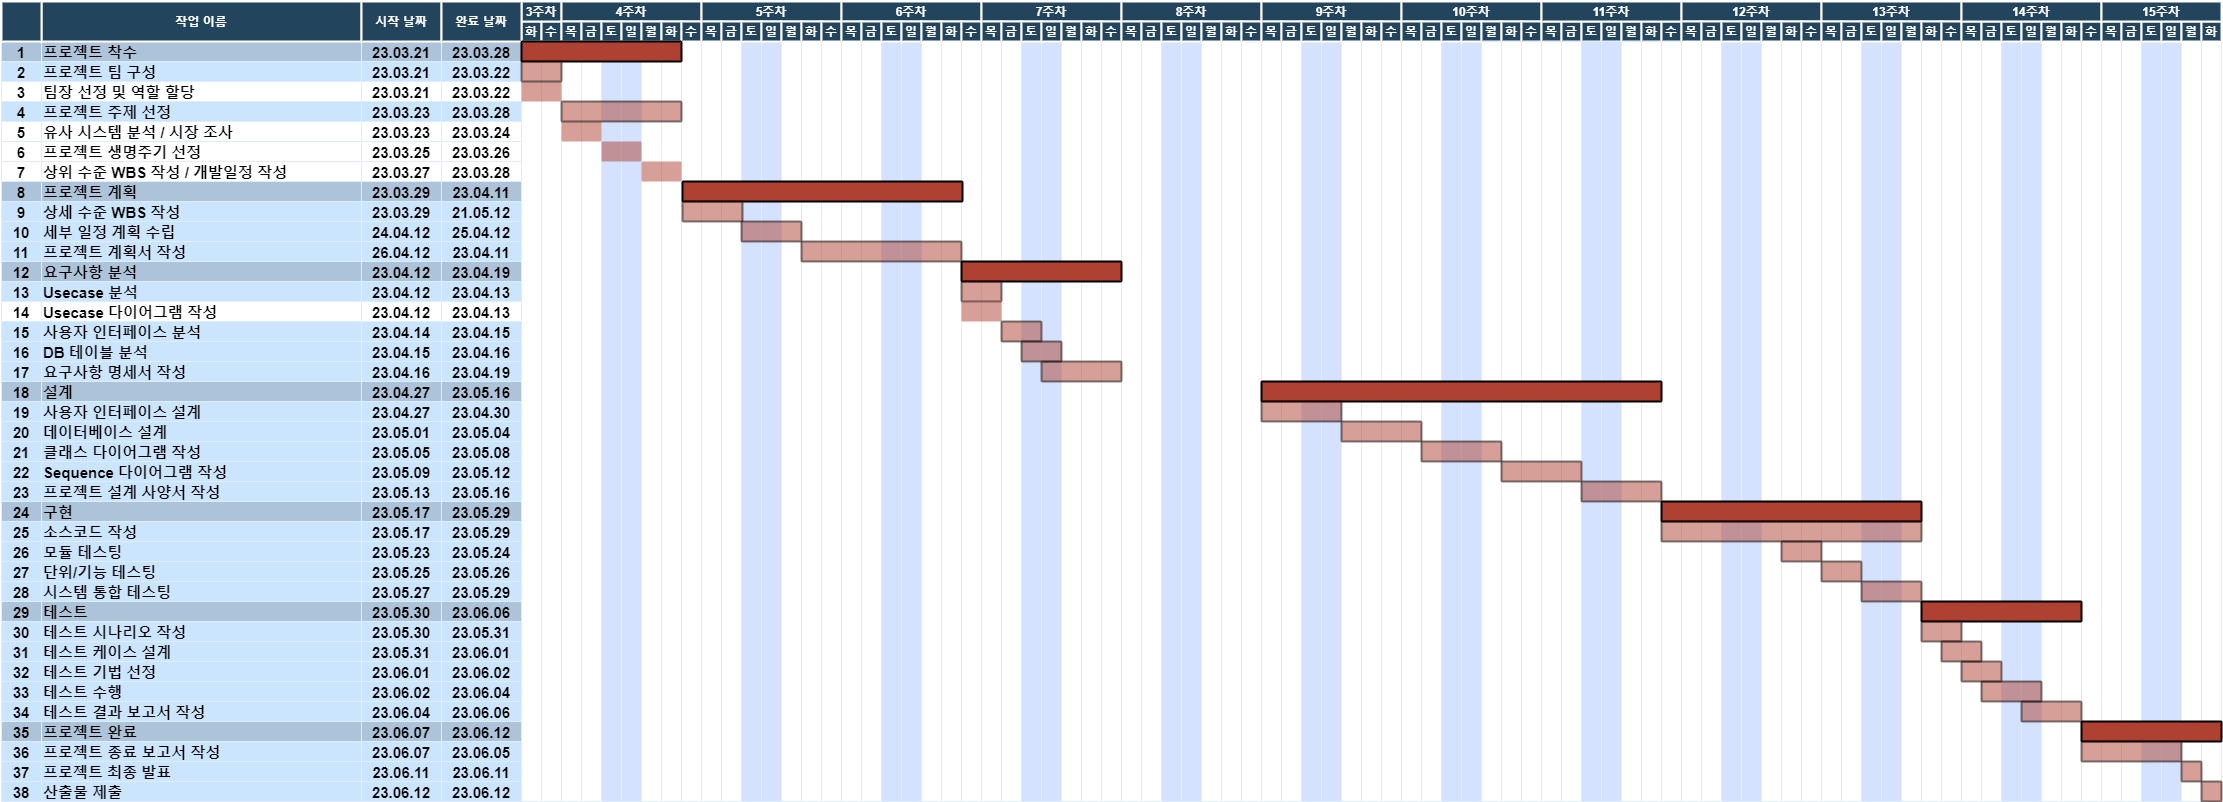 작업 이름 시작 날짜 완료 날짜 3주차 4주차 5주차 6주차 7주차 8주차 9주차 10주차 11주차 12주차 13주차 14주차 15주차
화 수 목 금 토 일 월 화 수 목 금 토 일 월 화 수 목 금 토 일 월 화 수 목 금 토 일 월 화 수 목 금 토 일 월 화 수 목 금 토 일 월 화 수 목 금 토 일 월 화 수 목 금 토 일 월 화 수 목 금 토 일 월 화 수 목 금 토 일 월 화 수 목 금 토 일 월 화 수 목 금 토 일 월 화
1 프로젝트 착수 23.03.21 23.03.28
2 프로젝트 팀 구성 23.03.21 23.03.22
3 팀장 선정 및 역할 할당 23.03.21 23.03.22
4 프로젝트 주제 선정 23.03.23 23.03.28
5 유사 시스템 분석 / 시장 조사 23.03.23 23.03.24
6 프로젝트 생명주기 선정 23.03.25 23.03.26
7 상위 수준 WBS 작성 / 개발일정 작성 23.03.27 23.03.28
8 프로젝트 계획 23.03.29 23.04.11
9 상세 수준 WBS 작성 23.03.29 21.05.12
10 세부 일정 계획 수립 24.04.12 25.04.12
11 프로젝트 계획서 작성 26.04.12 23.04.11
12 요구사항 분석 23.04.12 23.04.19
13 Usecase 분석 23.04.12 23.04.13
14 Usecase 다이어그램 작성 23.04.12 23.04.13
15 사용자 인터페이스 분석 23.04.14 23.04.15
16 DB 테이블 분석 23.04.15 23.04.16
17 요구사항 명세서 작성 23.04.16 23.04.19
18 설계 23.04.27 23.05.16
19 사용자 인터페이스 설계 23.04.27 23.04.30
20 데이터베이스 설계 23.05.01 23.05.04
21 클래스 다이어그램 작성 23.05.05 23.05.08
22 Sequence 다이어그램 작성 23.05.09 23.05.12
23 프로젝트 설계 사양서 작성 23.05.13 23.05.16
24 구현 23.05.17 23.05.29
25 소스코드 작성 23.05.17 23.05.29
26 모듈 테스팅 23.05.23 23.05.24
27 단위/기능 테스팅 23.05.25 23.05.26
28 시스템 통합 테스팅 23.05.27 23.05.29
29 테스트 23.05.30 23.06.06
30 테스트 시나리오 작성 23.05.30 23.05.31
31 테스트 케이스 설계 23.05.31 23.06.01
32 테스트 기법 선정 23.06.01 23.06.02
33 테스트 수행 23.06.02 23.06.04
34 테스트 결과 보고서 작성 23.06.04 23.06.06
35 프로젝트 완료 23.06.07 23.06.12
36 프로젝트 종료 보고서 작성 23.06.07 23.06.05
37 프로젝트 최종 발표 23.06.11 23.06.11
38 산출물 제출 23.06.12 23.06.12